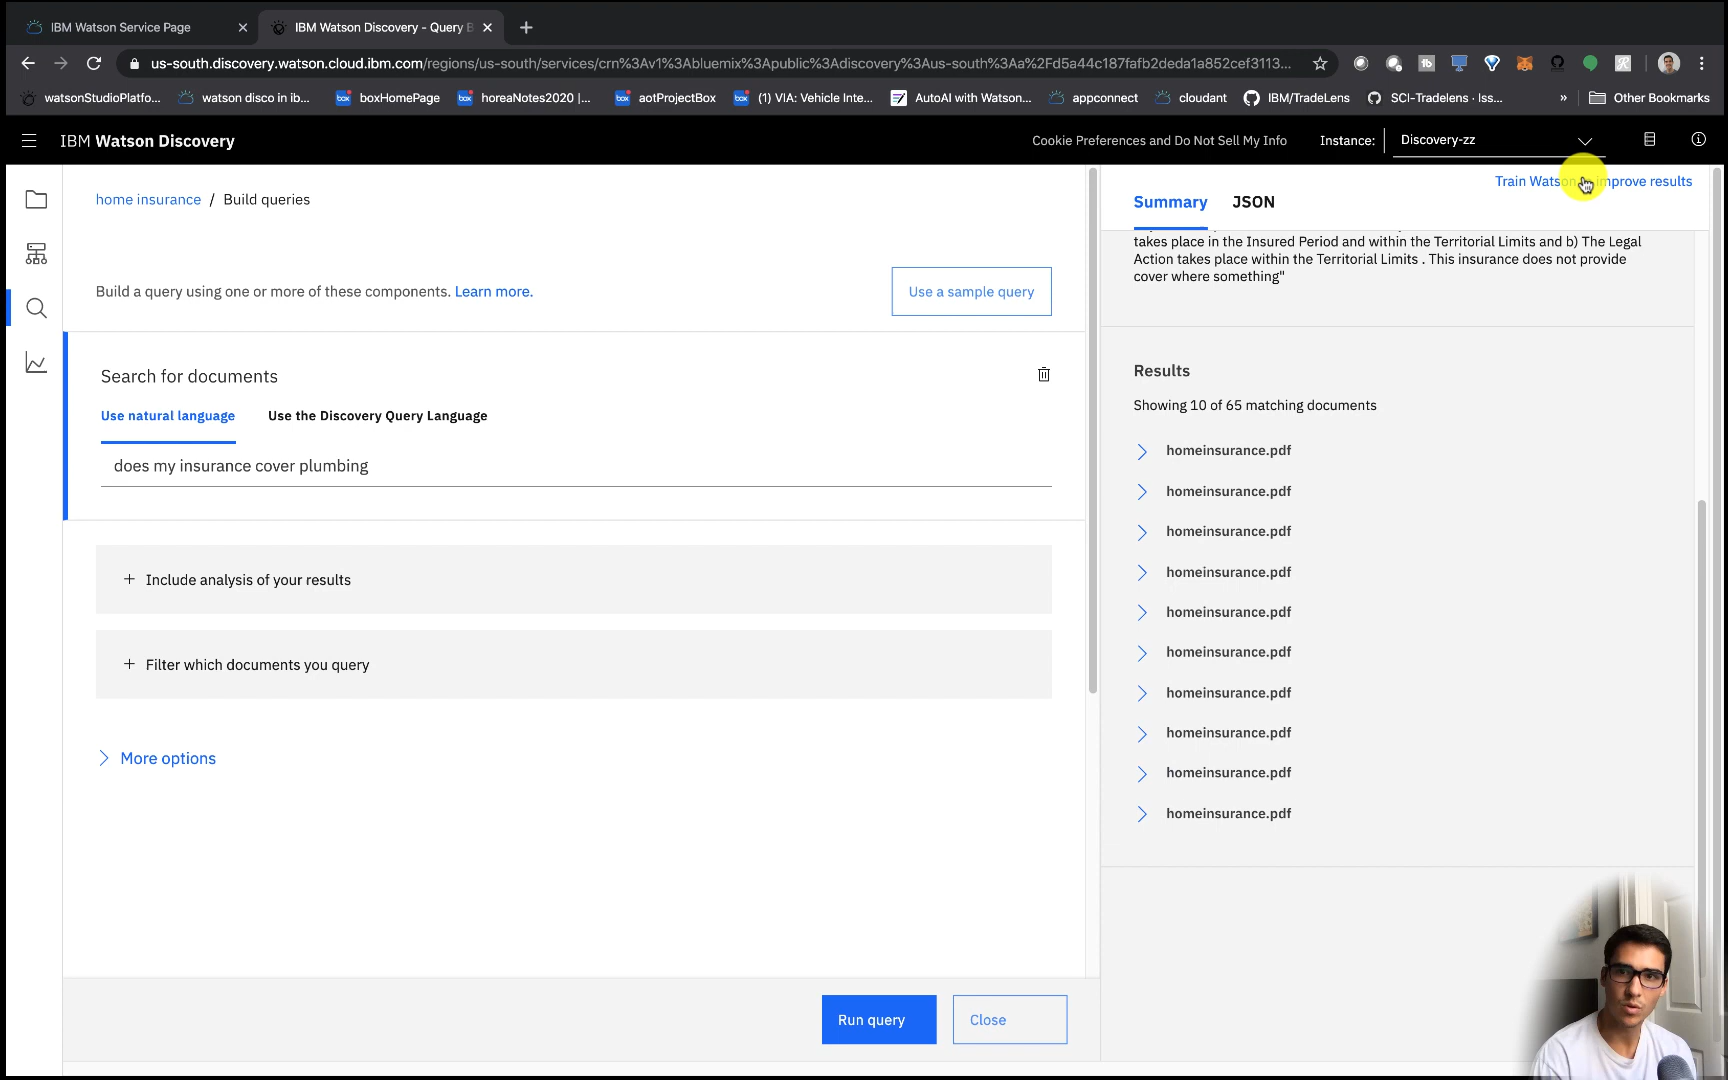 IBM Watson Service Page
IBM Watson Discovery - Query B
us-south.discovery.watson.cloud.ibm.com/regions/us-south/services/crn%3Av1%3Abluemix%3Apublic%3Adiscovery%3Aus-south%3Aa%2Fd5a44c187fafb2deda1a852cef3113...
watsonStudioPlatfo...
watson disco in ib...
box boxHomePage
box horeaNotes2020 |...
box aotProjectBox
box (1) VIA: Vehicle Inte...
AutoAI with Watson...
appconnect
cloudant
IBM/TradeLens
SCI-Tradelens · Iss...
»
Other Bookmarks
IBM Watson Discovery
Cookie Preferences and Do Not Sell My Info
Instance:
Discovery-zz
home insurance / Build queries
Build a query using one or more of these components. Learn more.
Use a sample query
Search for documents
Use natural language
Use the Discovery Query Language
does my insurance cover plumbing
+ Include analysis of your results
+ Filter which documents you query
More options
Run query
Close
Train Watson improve results
Summary
JSON
takes place in the Insured Period and within the Territorial Limits and b) The Legal
Action takes place within the Territorial Limits . This insurance does not provide
cover where something"
Results
Showing 10 of 65 matching documents
homeinsurance.pdf
homeinsurance.pdf
homeinsurance.pdf
homeinsurance.pdf
homeinsurance.pdf
homeinsurance.pdf
homeinsurance.pdf
homeinsurance.pdf
homeinsurance.pdf
homeinsurance.pdf